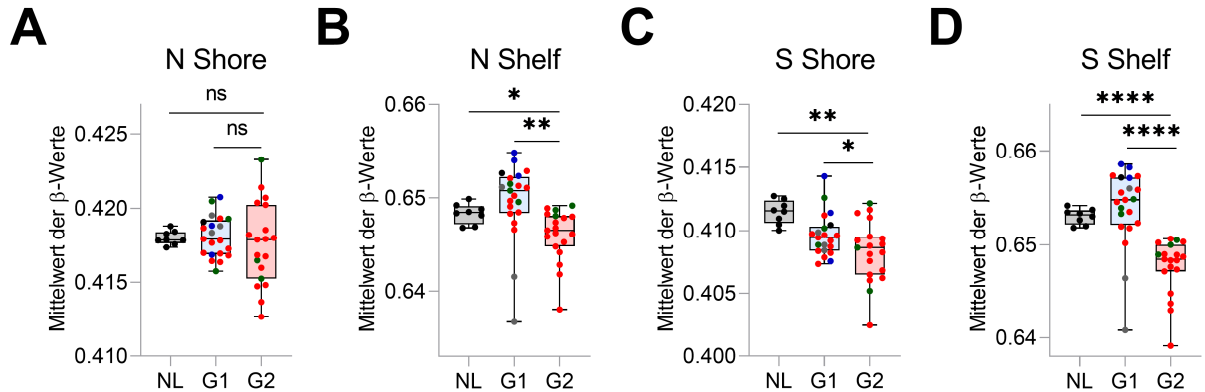 A
B
C
D
N Shore
N Shelf
S Shore
S Shelf
Mittelwert der β-Werte
0.425
0.420
0.415
0.410
ns
ns
NL G1 G2
Mittelwert der β-Werte
0.66
0.65
0.64
*
**
NL G1 G2
Mittelwert der β-Werte
0.420
0.415
0.410
0.405
0.400
**
*
NL G1 G2
Mittelwert der β-Werte
0.66
0.65
0.64
****
****
NL G1 G2